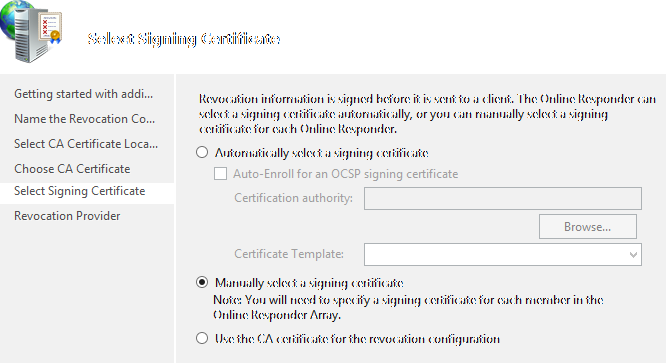 Select Signing Certificate
Getting started with addi...
Name the Revocation Co...
Select CA Certificate Loca...
Choose CA Certificate
Select Signing Certificate
Revocation Provider
Revocation information is signed before it is sent to a client. The Online Responder can
select a signing certificate automatically, or you can manually select a signing
certificate for each Online Responder.
Automatically select a signing certificate
Auto-Enroll for an OCSP signing certificate
Certification authority:
Browse...
Certificate Template:
Manually select a signing certificate
Note: You will need to specify a signing certificate for each member in the
Online Responder Array.
Use the CA certificate for the revocation configuration